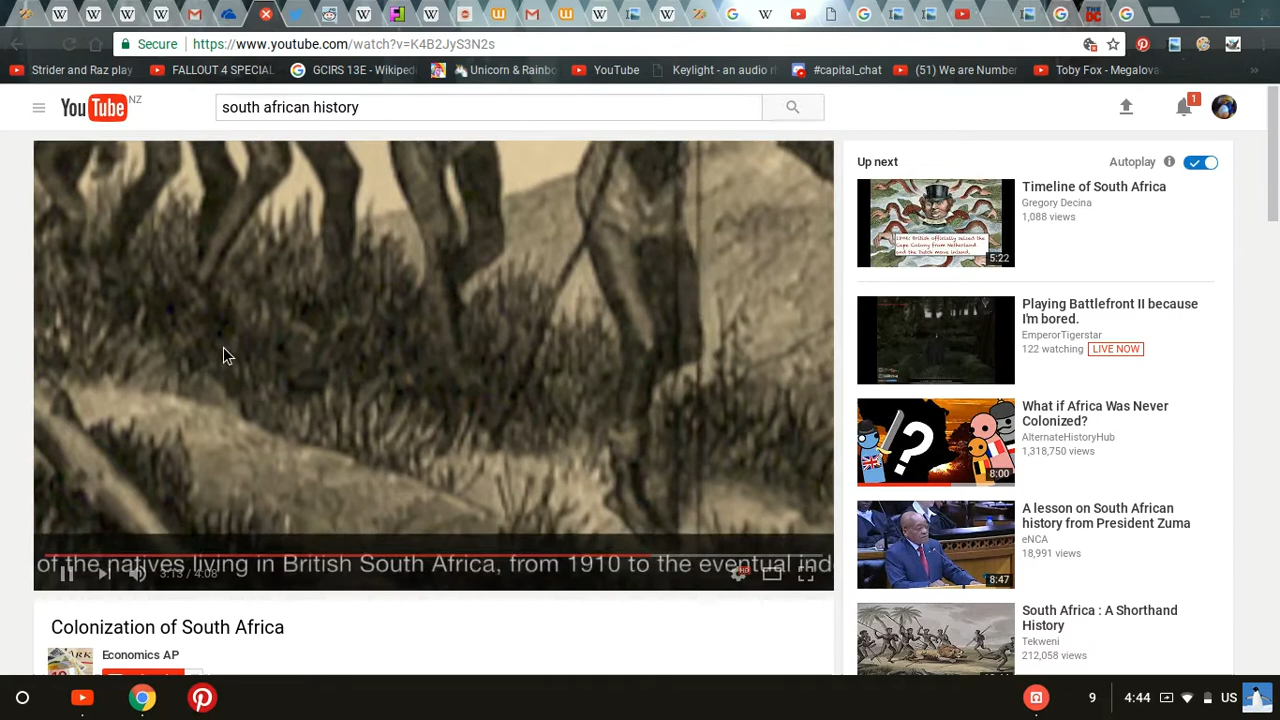 Secure https://www.youtube.com/watch?v=K4B2JyS3N2s
Strider and Raz play
FALLOUT 4 SPECIAL
GCIRS 13E - Wikiped
Unicorn & Rainbo
YouTube
Keylight - an audio r
#capital_chat
(51) We are Number
Toby Fox - Megalova
YouTube NZ
south african history
1
of the natives living in British South Africa, from 1910 to the eventual ind
3:13 / 4:08
HD
Colonization of South Africa
Economics AP
Up next
Autoplay
Timeline of South Africa
Gregory Decina
1,088 views
5:22
Playing Battlefront II because
I'm bored.
EmperorTigerstar
122 watching LIVE NOW
What if Africa Was Never
Colonized?
AlternateHistoryHub
1,318,750 views
8:00
A lesson on South African
history from President Zuma
eNCA
18,991 views
8:47
South Africa : A Shorthand
History
Tekweni
212,058 views
9
4:44
US